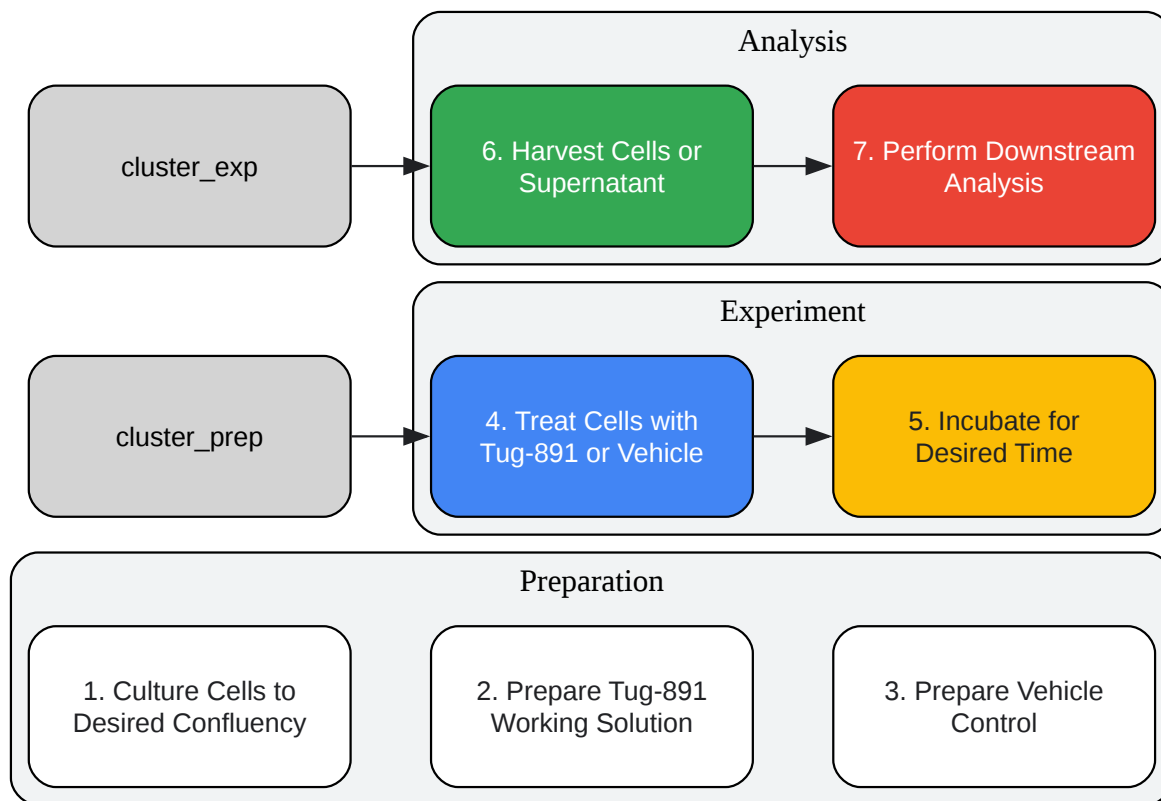 Analysis
cluster_exp
6. Harvest Cells or
Supernatant
7. Perform Downstream
Analysis
Experiment
cluster_prep
4. Treat Cells with
Tug-891 or Vehicle
5. Incubate for
Desired Time
Preparation
1. Culture Cells to
Desired Confluency
2. Prepare Tug-891
Working Solution
3. Prepare Vehicle
Control